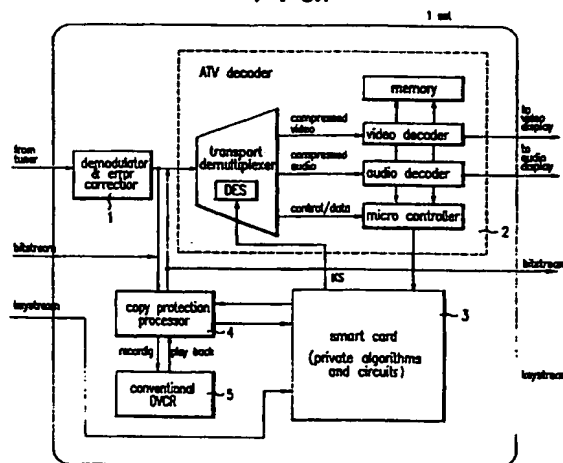 1 set
ATV decoder
memory
to
video
display
compressed
video
video decoder
from
tuner
demodulator
& error
correction
1
transport
demultiplexer
compressed
audio
audio decoder
to
audio
display
DES
control/data
micro controller
2
bitstream
bitstream
KS
keystream
copy protection
processor
4
3
smart card
(private algorithms
and circuits)
recordig
play back
conventional
DVCR
5
keystream